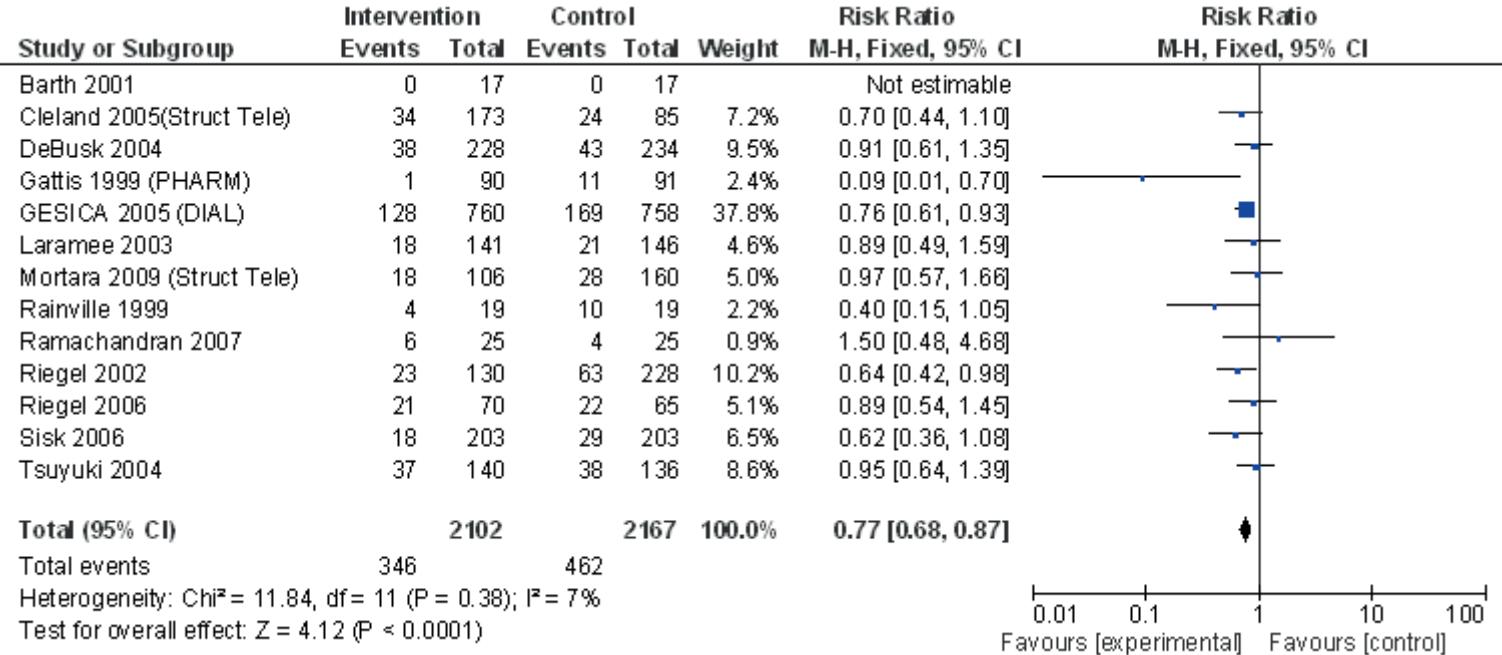 Intervention Control Risk Ratio Risk Ratio
Study or Subgroup Events Total Events Total Weight M-H, Fixed, 95% CI M-H, Fixed, 95% CI
Barth 2001 0 17 0 17 Not estimable
Cleland 2005(Struct Tele) 34 173 24 85 7.2% 0.70 [0.44, 1.10]
DeBusk 2004 38 228 43 234 9.5% 0.91 [0.61, 1.35]
Gattis 1999 (PHARM) 1 90 11 91 2.4% 0.09 [0.01, 0.70]
GESICA 2005 (DIAL) 128 760 169 758 37.8% 0.76 [0.61, 0.93]
Laramee 2003 18 141 21 146 4.6% 0.89 [0.49, 1.59]
Mortara 2009 (Struct Tele) 18 106 28 160 5.0% 0.97 [0.57, 1.66]
Rainville 1999 4 19 10 19 2.2% 0.40 [0.15, 1.05]
Ramachandran 2007 6 25 4 25 0.9% 1.50 [0.48, 4.68]
Riegel 2002 23 130 63 228 10.2% 0.64 [0.42, 0.98]
Riegel 2006 21 70 22 65 5.1% 0.89 [0.54, 1.45]
Sisk 2006 18 203 29 203 6.5% 0.62 [0.36, 1.08]
Tsuyuki 2004 37 140 38 136 8.6% 0.95 [0.64, 1.39]
Total (95% CI) 2102 2167 100.0% 0.77 [0.68, 0.87]
Total events 346 462
Heterogeneity: Chi² = 11.84, df = 11 (P = 0.38); I² = 7%
Test for overall effect: Z = 4.12 (P < 0.0001)
0.01 0.1 1 10 100
Favours [experimental] Favours [control]